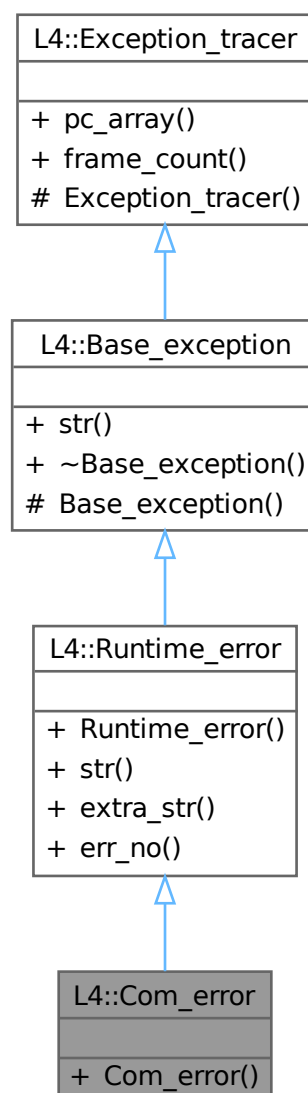 L4::Exception_tracer
+ pc_array()
+ frame_count()
# Exception_tracer()
L4::Base_exception
+ str()
+ ~Base_exception()
# Base_exception()
L4::Runtime_error
+ Runtime_error()
+ str()
+ extra_str()
+ err_no()
L4::Com_error
+ Com_error()